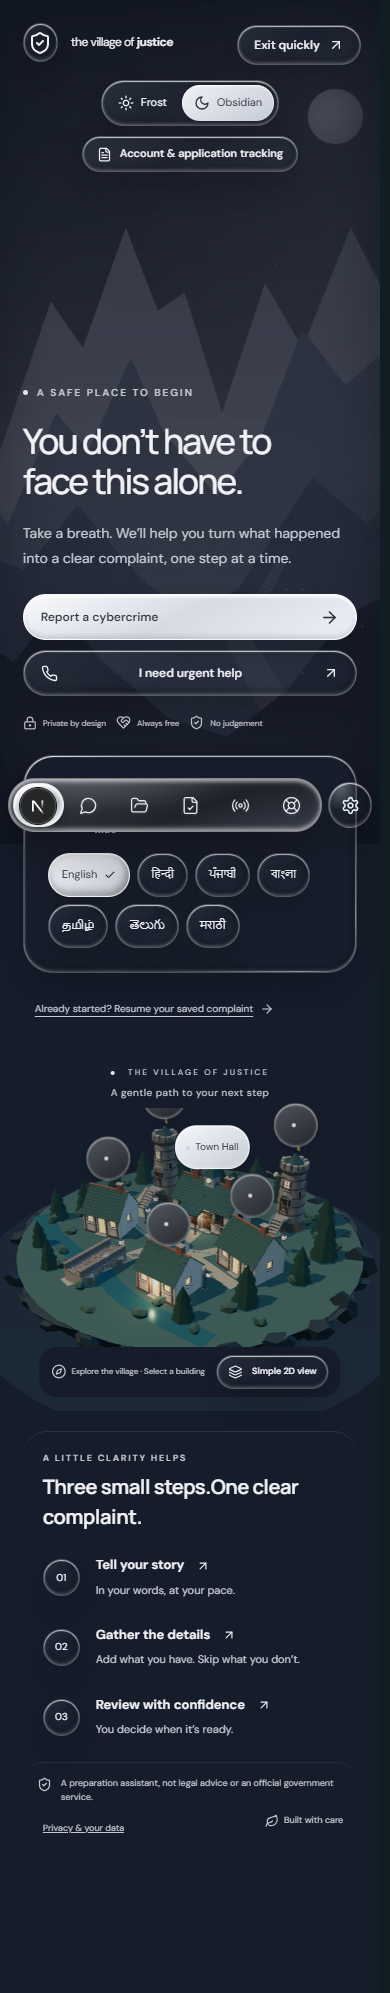 the village of justice
Exit quickly
Frost
Obsidian
Account & application tracking
A SAFE PLACE TO BEGIN
You don't have to
face this alone.
Take a breath. We'll help you turn what happened
into a clear complaint, one step at a time.
Report a cybercrime
I need urgent help
Private by design
Always free
No judgement
N
English
हिन्दी
ਪੰਜਾਬੀ
বাংলা
தமிழ்
తెలుగు
मराठी
Already started? Resume your saved complaint
THE VILLAGE OF JUSTICE
A gentle path to your next step
Town Hall
Explore the village · Select a building
Simple 2D view
A LITTLE CLARITY HELPS
Three small steps.One clear
complaint.
01
Tell your story
In your words, at your pace.
02
Gather the details
Add what you have. Skip what you don't.
03
Review with confidence
You decide when it's ready.
A preparation assistant, not legal advice or an official government
service.
Privacy & your data
Built with care